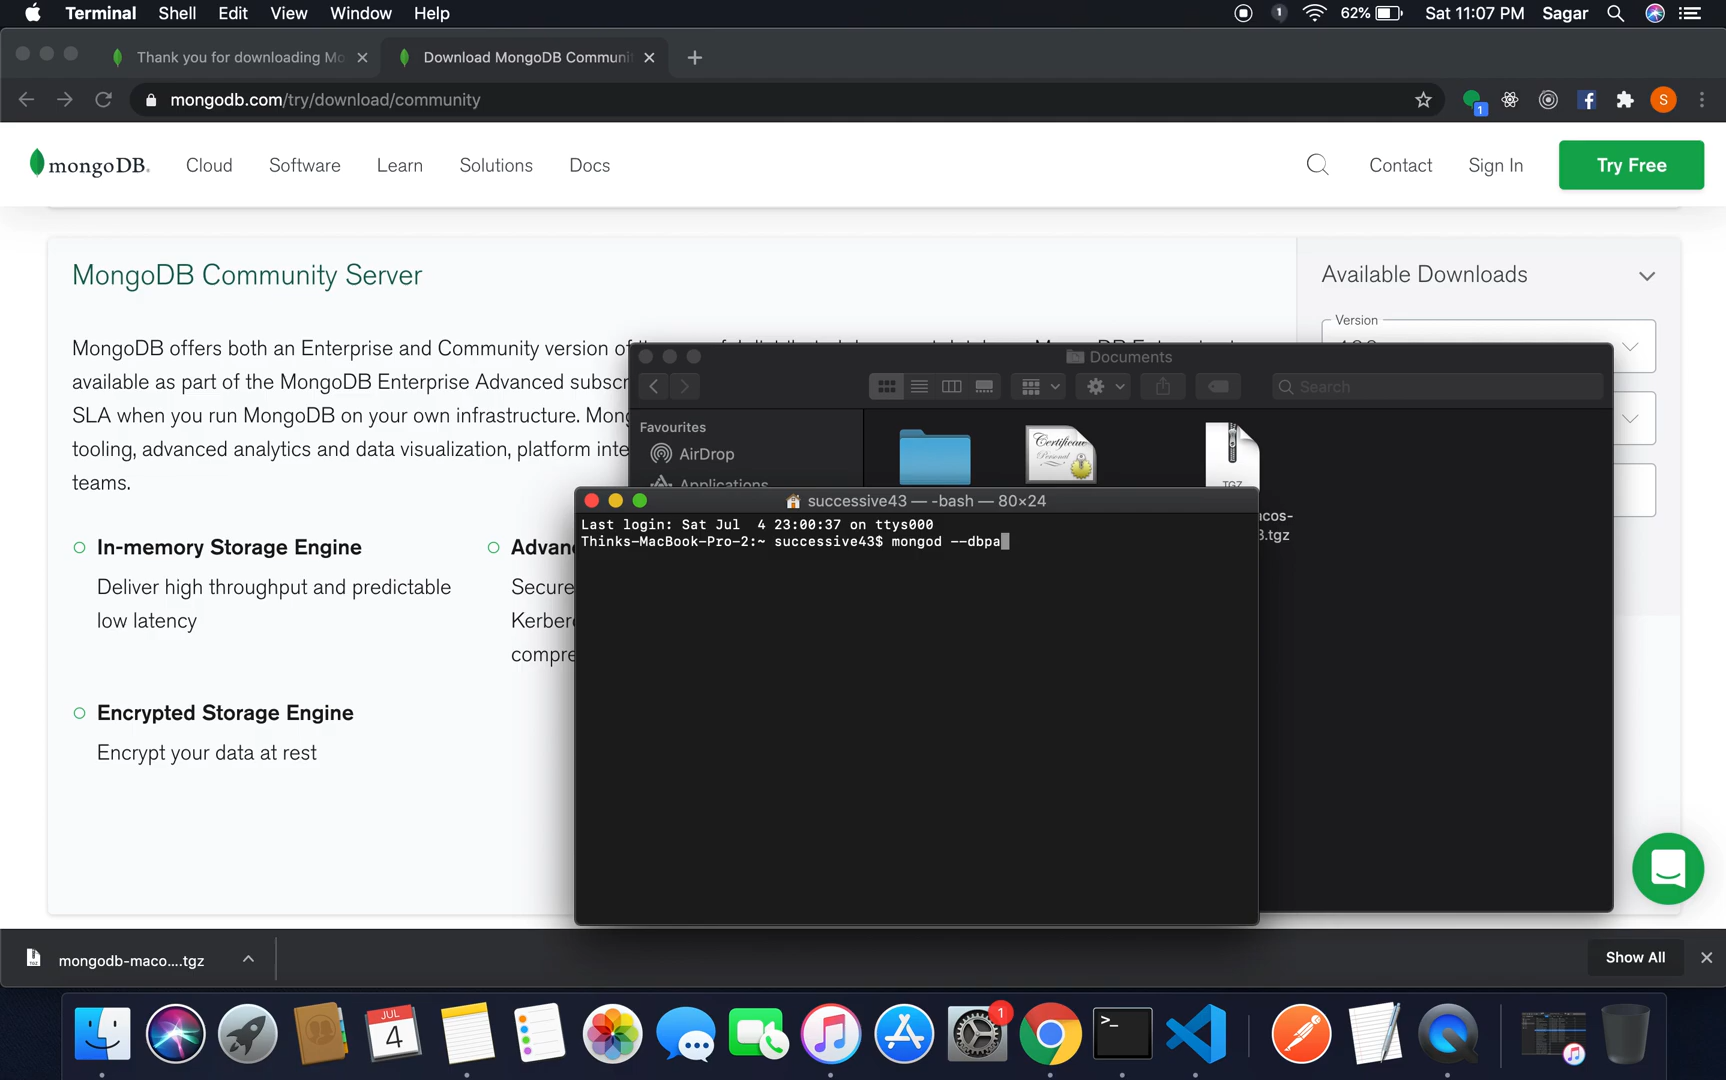 Terminal Shell Edit View Window Help
1 62% Sat 11:07 PM Sagar
Thank you for downloading Mo
Download MongoDB Communi
mongodb.com/try/download/community
1 S
mongoDB. Cloud Software Learn Solutions Docs Contact Sign In Try Free
MongoDB Community Server
Available Downloads
Version
MongoDB offers both an Enterprise and Community version of
available as part of the MongoDB Enterprise Advanced subscr
SLA when you run MongoDB on your own infrastructure. Mong
tooling, advanced analytics and data visualization, platform inte
teams.
In-memory Storage Engine
Deliver high throughput and predictable
low latency
Advan
Secure
Kerber
compre
Encrypted Storage Engine
Encrypt your data at rest
Documents
Search
Favourites
AirDrop
Applications
TGZ
acos-
3.tgz
successive43 — -bash — 80×24
Last login: Sat Jul  4 23:00:37 on ttys000
Thinks-MacBook-Pro-2:~ successive43$ mongod --dbpa
mongodb-maco....tgz
Show All
JUL
4
1
>_